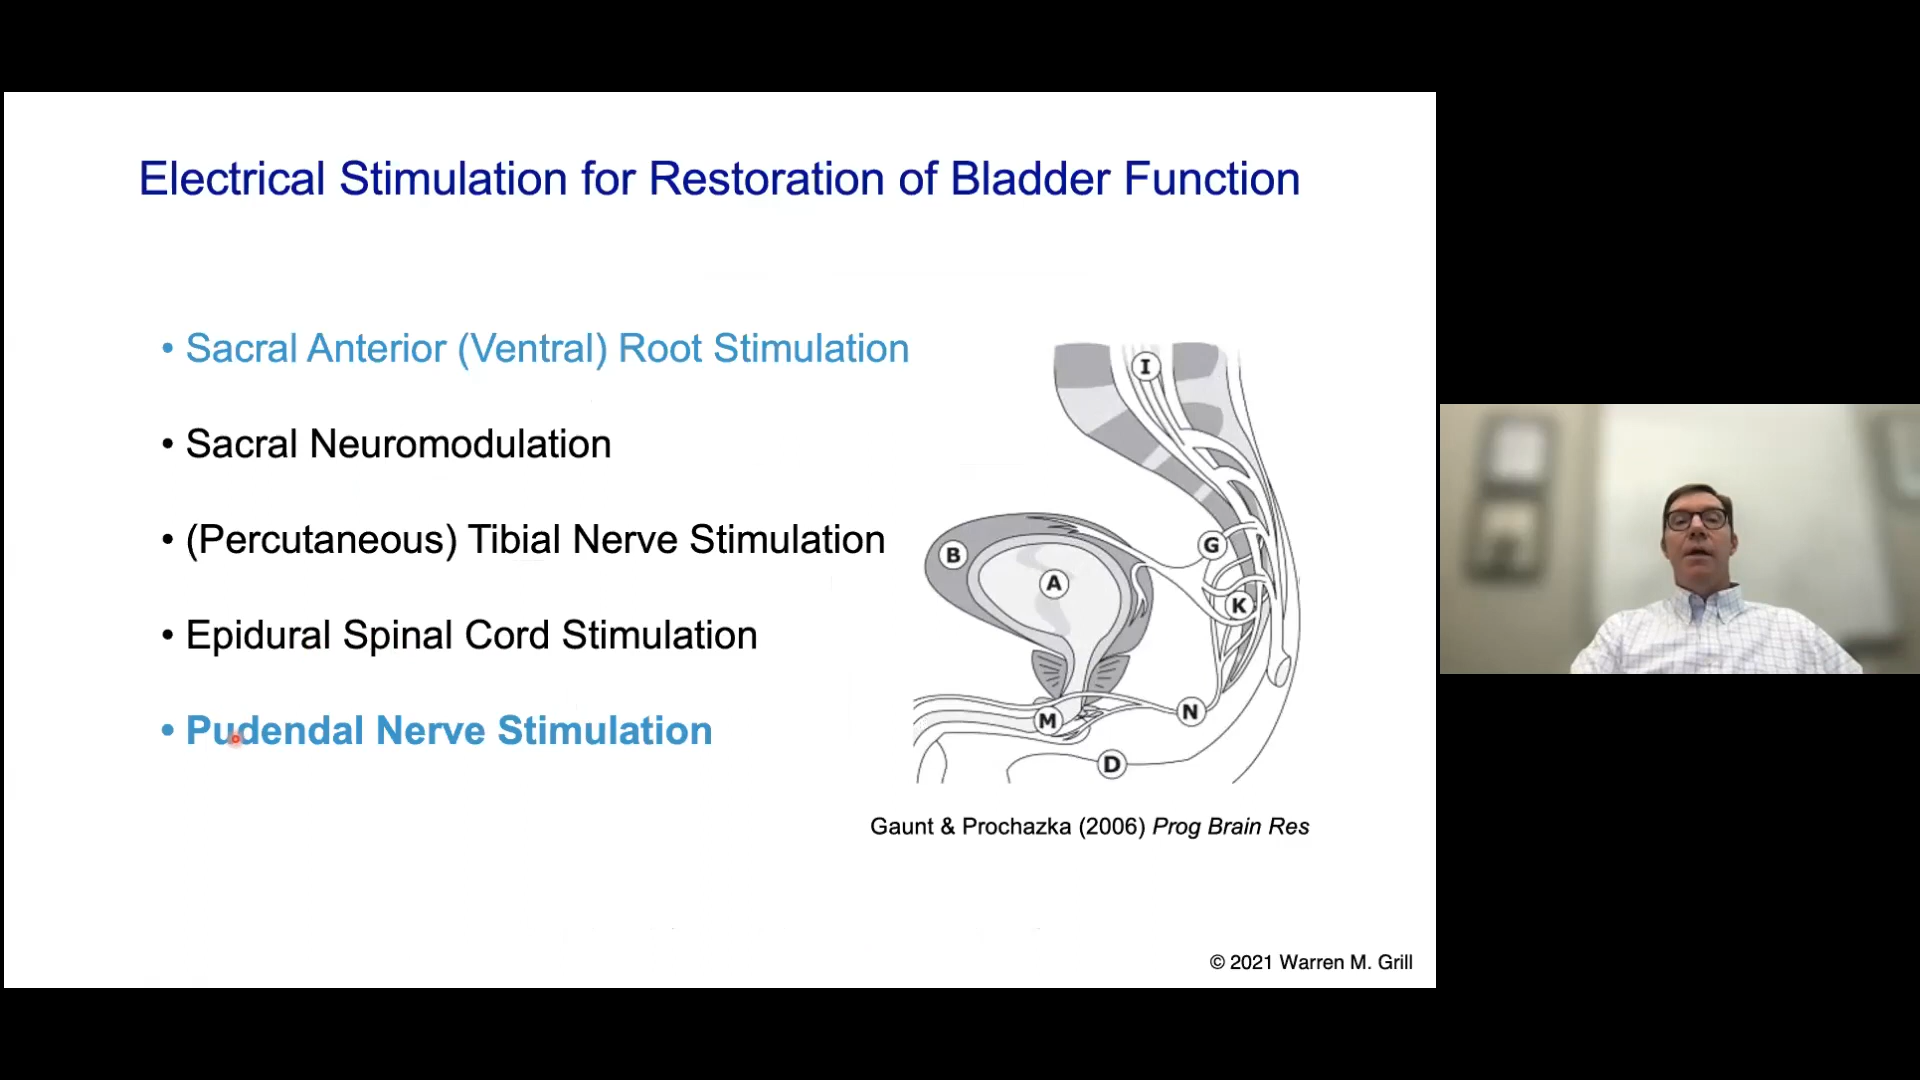 Electrical Stimulation for Restoration of Bladder Function
• Sacral Anterior (Ventral) Root Stimulation
• Sacral Neuromodulation
• (Percutaneous) Tibial Nerve Stimulation
• Epidural Spinal Cord Stimulation
• Pudendal Nerve Stimulation
I
B
A
G
K
M
N
D
Gaunt & Prochazka (2006) Prog Brain Res
© 2021 Warren M. Grill